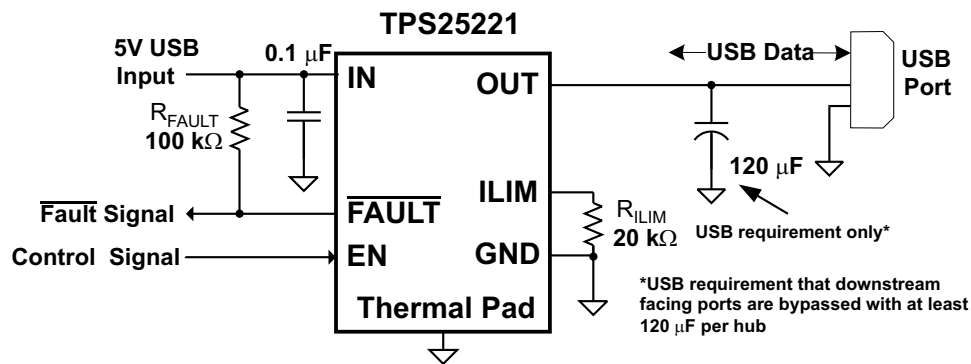 TPS25221
5V USB
Input
0.1 μF
IN
OUT
USB Data
USB
Port
R_FAULT
100 kΩ
120 μF
Fault Signal
FAULT
ILIM
R_ILIM
20 kΩ
USB requirement only*
Control Signal
EN
GND
Thermal Pad
*USB requirement that downstream
facing ports are bypassed with at least
120 μF per hub